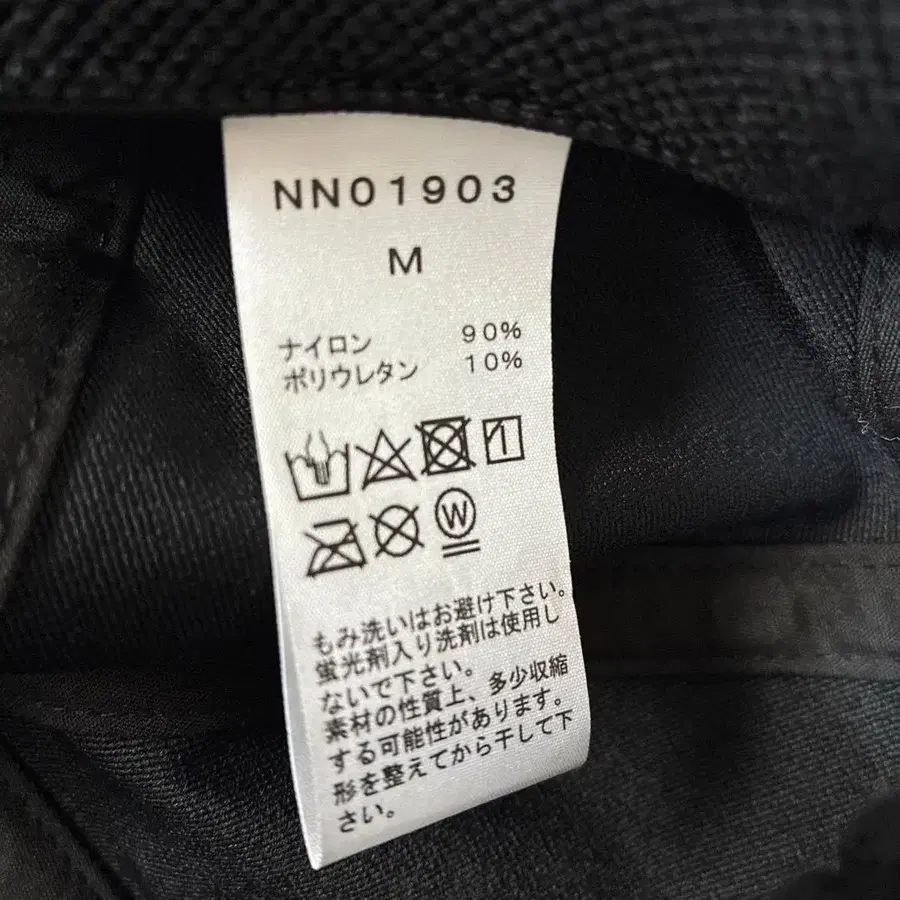 NN01903
M
ナイロン 90%
ポリウレタン 10%
W
もみ洗いはお避け下さい。
蛍光剤入り洗剤は使用し
ないで下さい。
素材の性質上、多少収縮
する可能性があります。
形を整えてから干して下
さい。